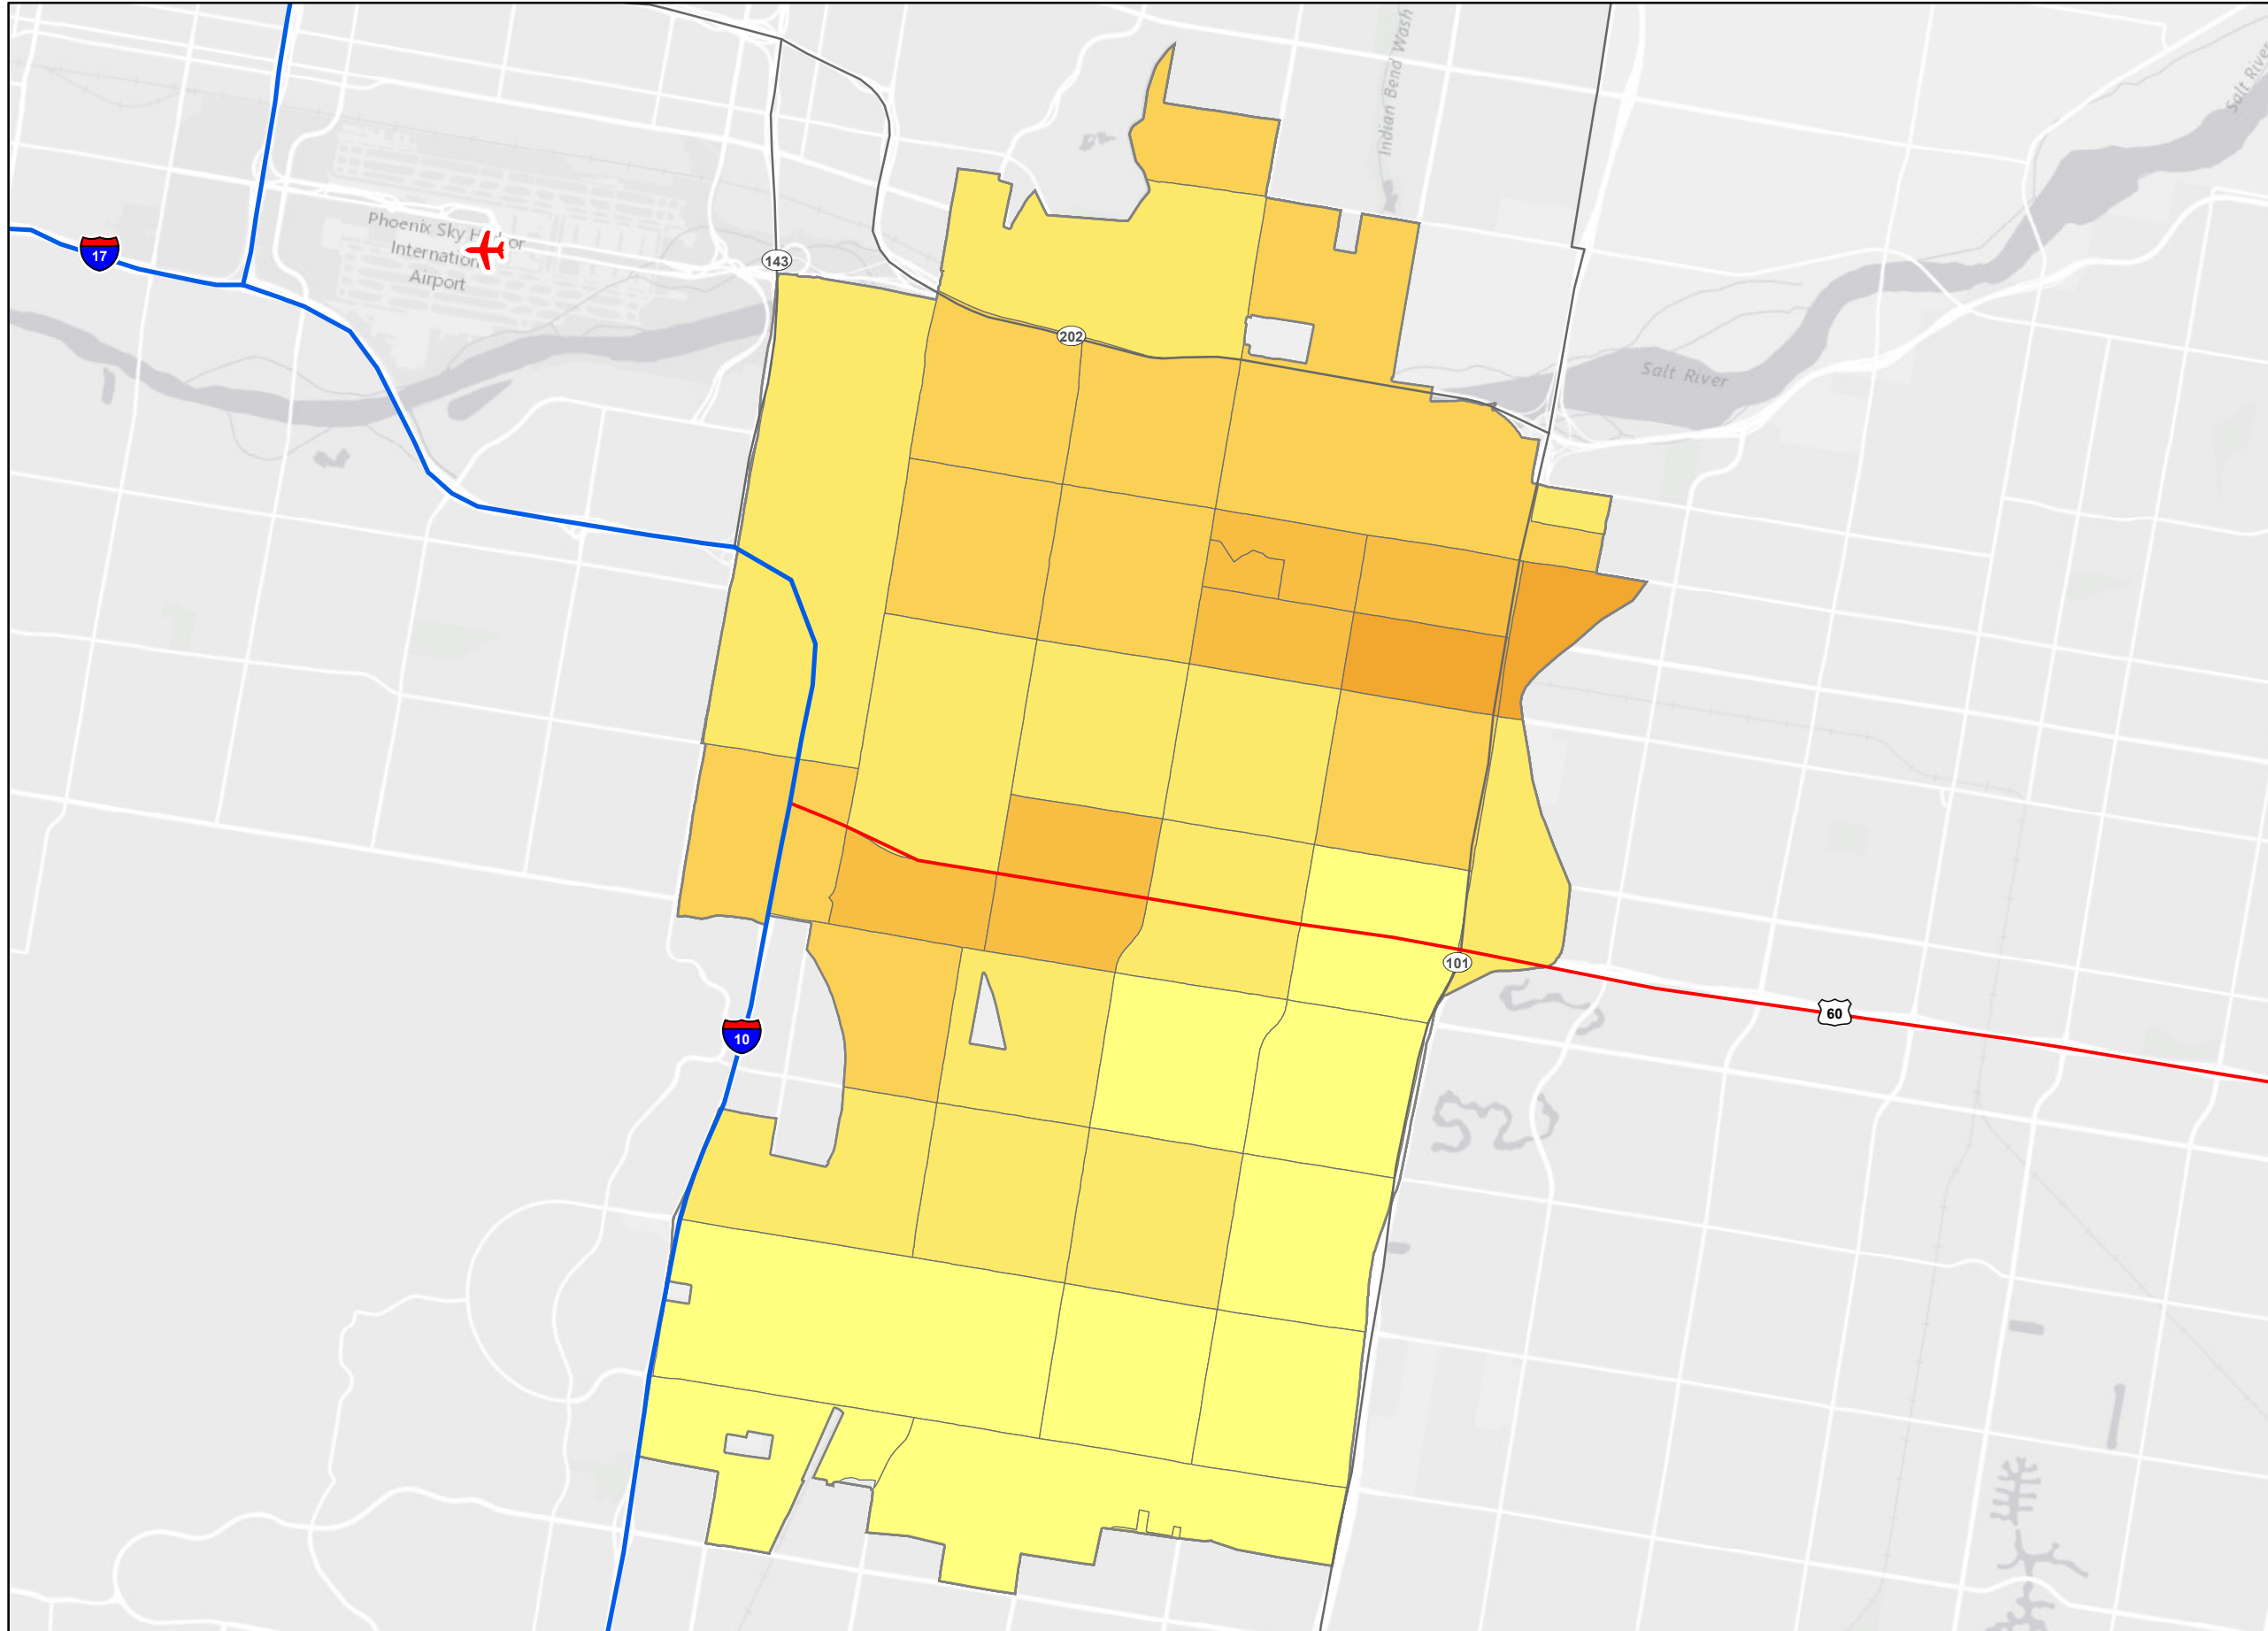 Indian Bend Wash
Salt River
Phoenix Sky Harbor
International
Airport
17
143
202
Salt River
101
60
10